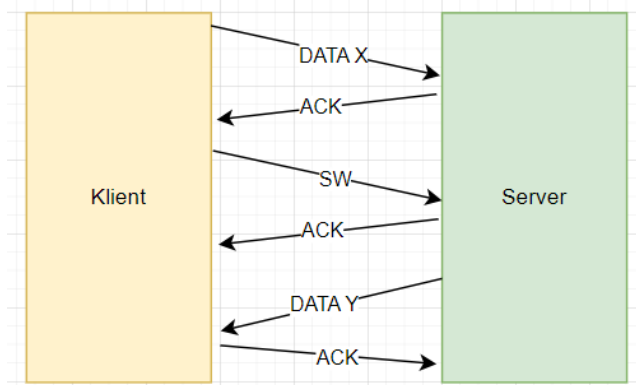 DATA X
ACK
SW
Klient
Server
ACK
DATA Y
ACK